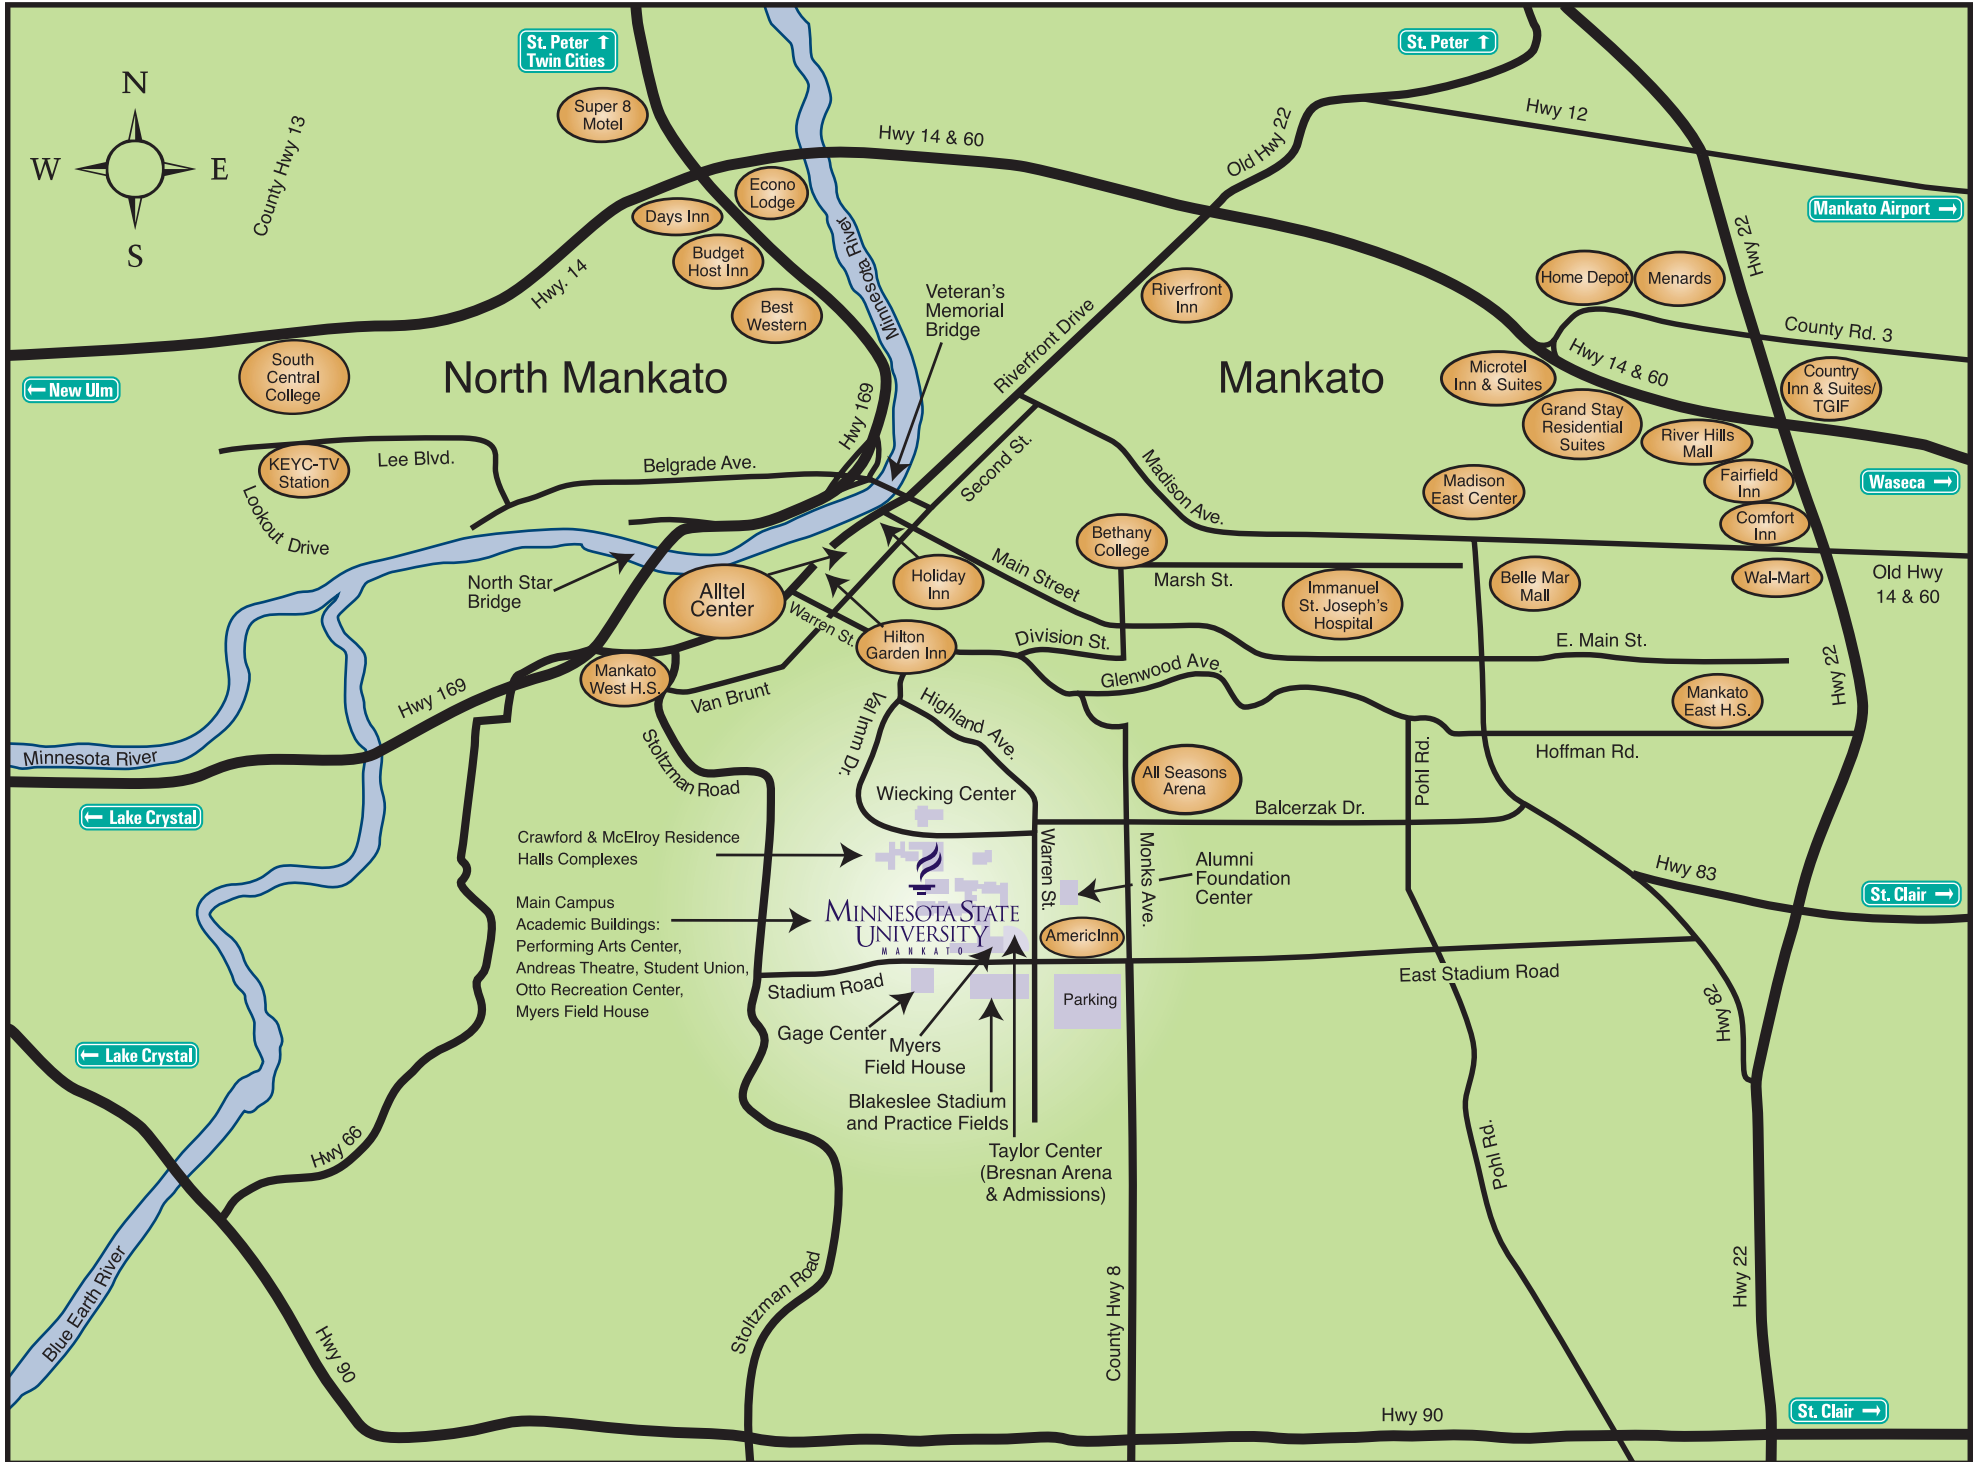 St. Peter ↑
Twin Cities
St. Peter ↑
N
W
E
S
County Hwy 13
Super 8
Motel
Hwy 14 & 60
Old Hwy 22
Hwy 12
Mankato Airport →
Econo
Lodge
Days Inn
Budget
Host Inn
Best
Western
Hwy. 14
Minnesota River
Veteran's
Memorial
Bridge
Riverfront
Inn
Riverfront Drive
Home Depot
Menards
Hwy 22
County Rd. 3
Hwy 14 & 60
South
Central
College
← New Ulm
North Mankato
Mankato
Hwy 169
Microtel
Inn & Suites
Country
Inn & Suites/
TGIF
Grand Stay
Residential
Suites
River Hills
Mall
KEYC-TV
Station
Lee Blvd.
Belgrade Ave.
Second St.
Madison Ave.
Madison
East Center
Fairfield
Inn
Wasece →
Comfort
Inn
Lookout Drive
North Star
Bridge
Alltel
Center
Holiday
Inn
Main Street
Bethany
College
Marsh St.
Immanuel
St. Joseph's
Hospital
Belle Mar
Mall
Wal-Mart
Old Hwy
14 & 60
Warren St.
Hilton
Garden Inn
Division St.
E. Main St.
Glenwood Ave.
Mankato
West H.S.
Hwy 169
Van Brunt
Val Imm Dr.
Highland Ave.
Mankato
East H.S.
Hwy 22
Minnesota River
Stoltzman Road
Hoffman Rd.
Pohl Rd.
All Seasons
Arena
Wiecking Center
Balcerzak Dr.
← Lake Crystal
Crawford & McElroy Residence
Halls Complexes
Warren St.
Monks Ave.
Alumni
Foundation
Center
Hwy 83
St. Clair →
Main Campus
Academic Buildings:
Performing Arts Center,
Andreas Theatre, Student Union,
Otto Recreation Center,
Myers Field House
MINNESOTA STATE
UNIVERSITY
MANKATO
AmericInn
East Stadium Road
Stadium Road
Parking
Hwy 82
Gage Center
Myers
Field House
← Lake Crystal
Blakeslee Stadium
and Practice Fields
Taylor Center
(Bresnan Arena
& Admissions)
Hwy 66
Pohl Rd.
Blue Earth River
Stoltzman Road
County Hwy 8
Hwy 22
Hwy 90
Hwy 90
St. Clair →